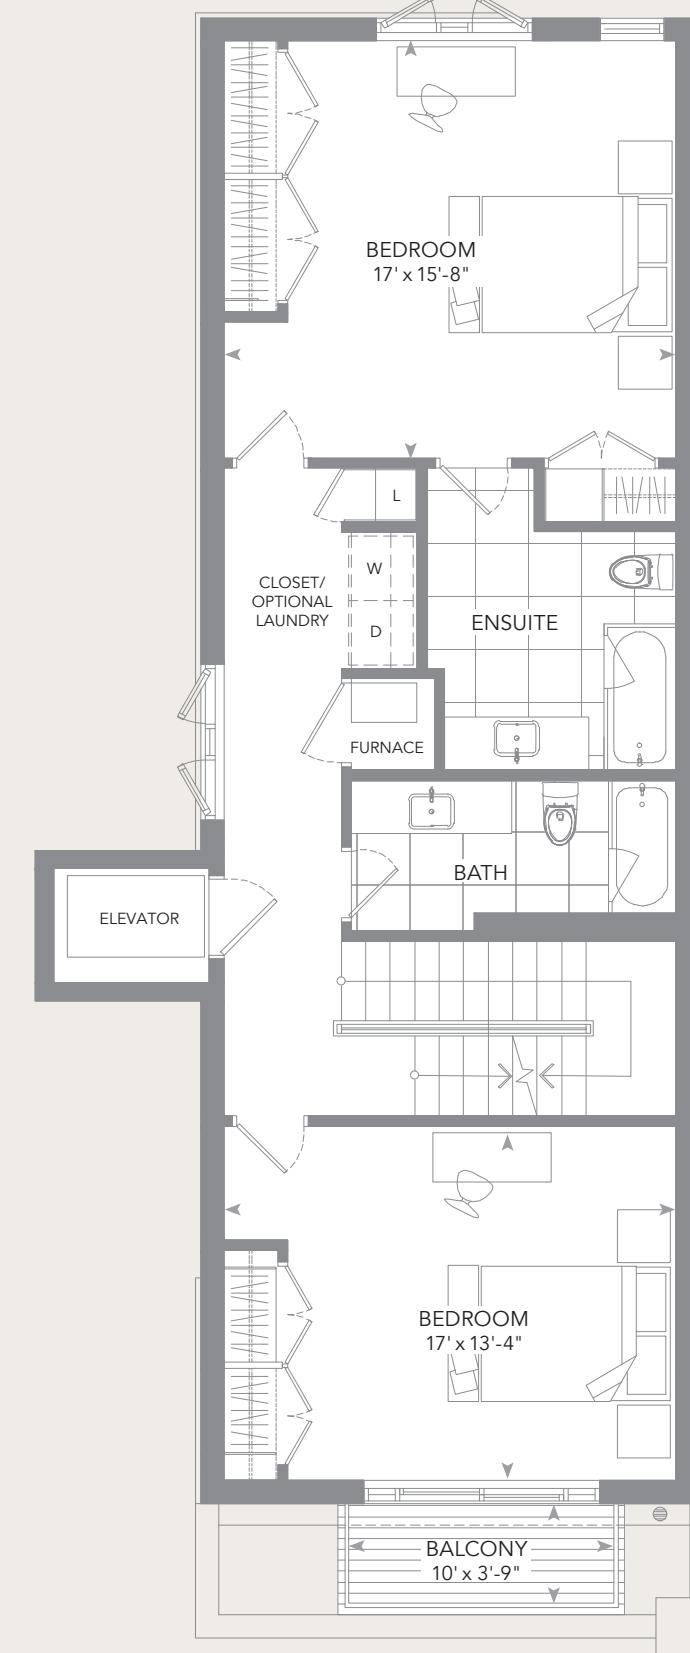 BEDROOM
17' x 15'-8"
L
W
D
CLOSET/
OPTIONAL
LAUNDRY
ENSUITE
FURNACE
BATH
ELEVATOR
BEDROOM
17' x 13'-4"
BALCONY
10' x 3'-9"